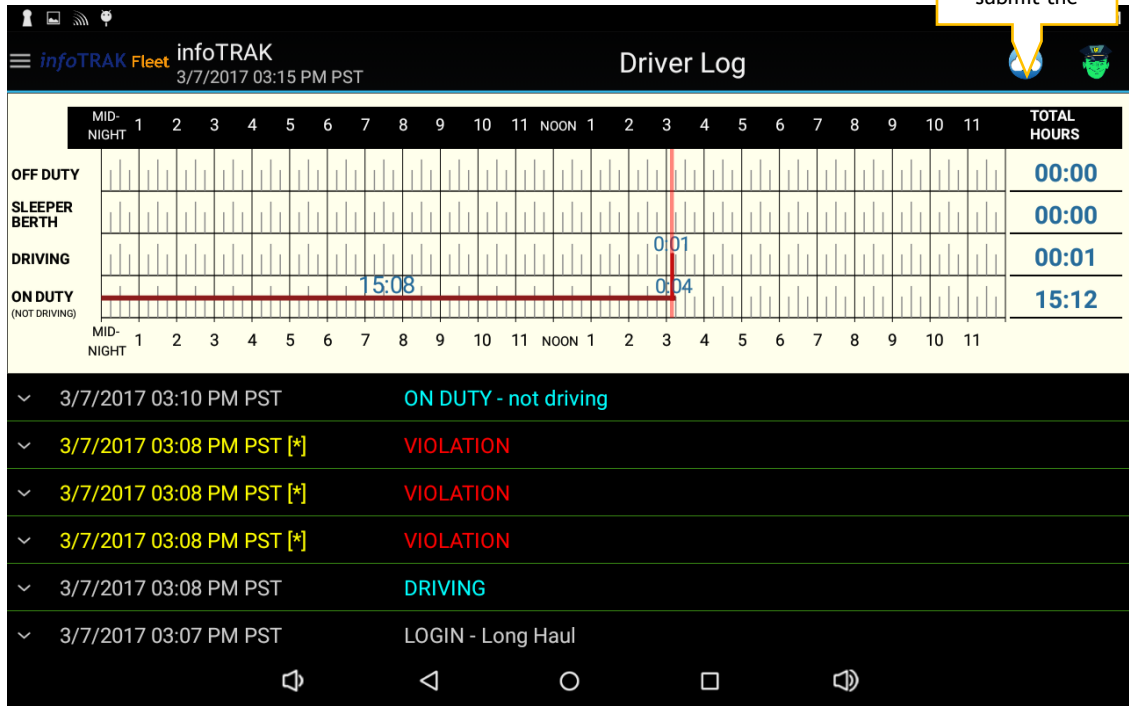 submit the
infoTRAK Fleet infoTRAK
3/7/2017 03:15 PM PST
Driver Log
MID-NIGHT 1 2 3 4 5 6 7 8 9 10 11 NOON 1 2 3 4 5 6 7 8 9 10 11 TOTAL HOURS
OFF DUTY 00:00
SLEEPER BERTH 00:00
DRIVING 0:01 00:01
ON DUTY (NOT DRIVING) 15:08 0:04 15:12
MID-NIGHT 1 2 3 4 5 6 7 8 9 10 11 NOON 1 2 3 4 5 6 7 8 9 10 11
3/7/2017 03:10 PM PST ON DUTY - not driving
3/7/2017 03:08 PM PST [*] VIOLATION
3/7/2017 03:08 PM PST [*] VIOLATION
3/7/2017 03:08 PM PST [*] VIOLATION
3/7/2017 03:08 PM PST DRIVING
3/7/2017 03:07 PM PST LOGIN - Long Haul